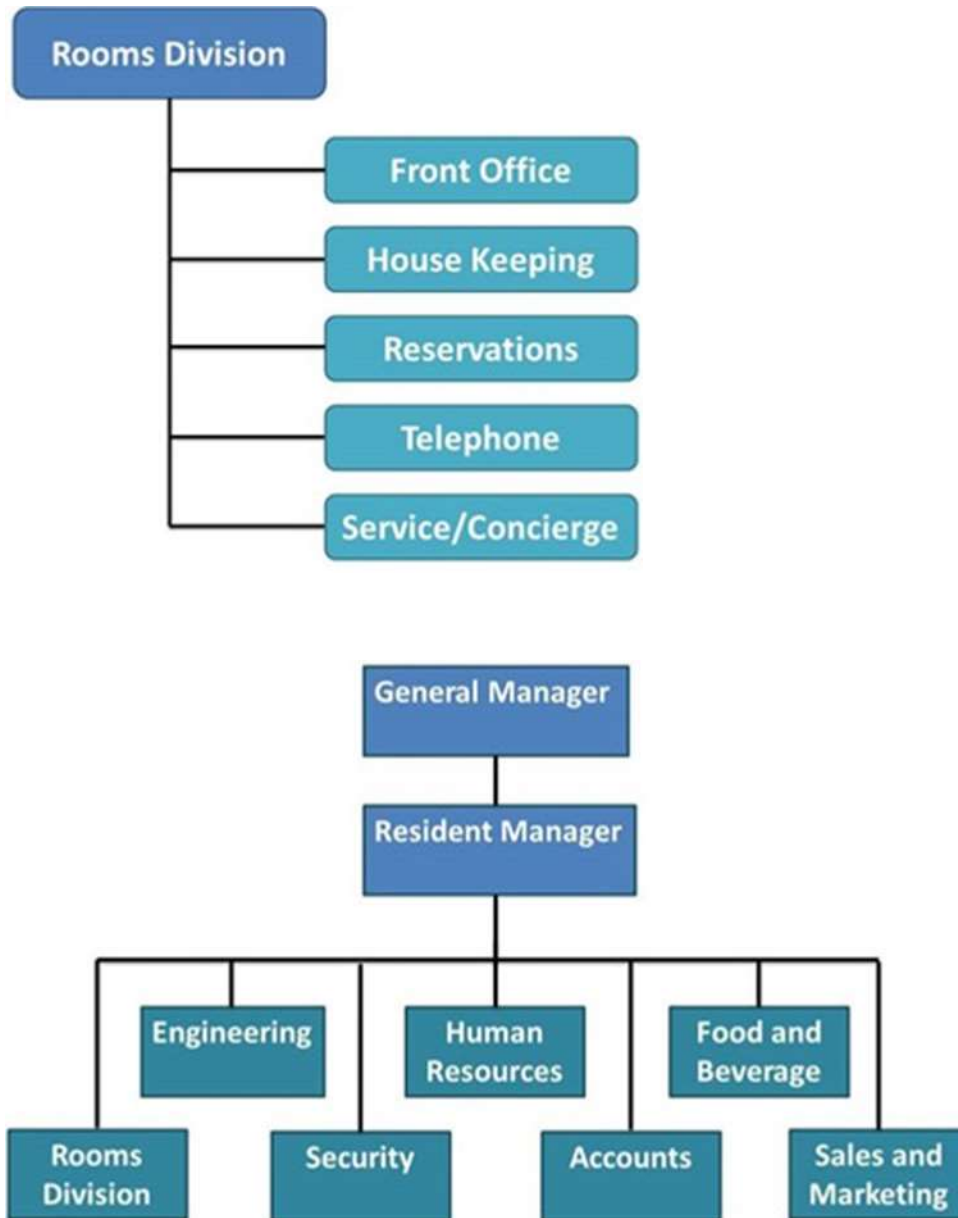 Rooms Division
Front Office
House Keeping
Reservations
Telephone
Service/Concierge
General Manager
Resident Manager
Engineering
Human
Resources
Food and
Beverage
Rooms
Division
Security
Accounts
Sales and
Marketing